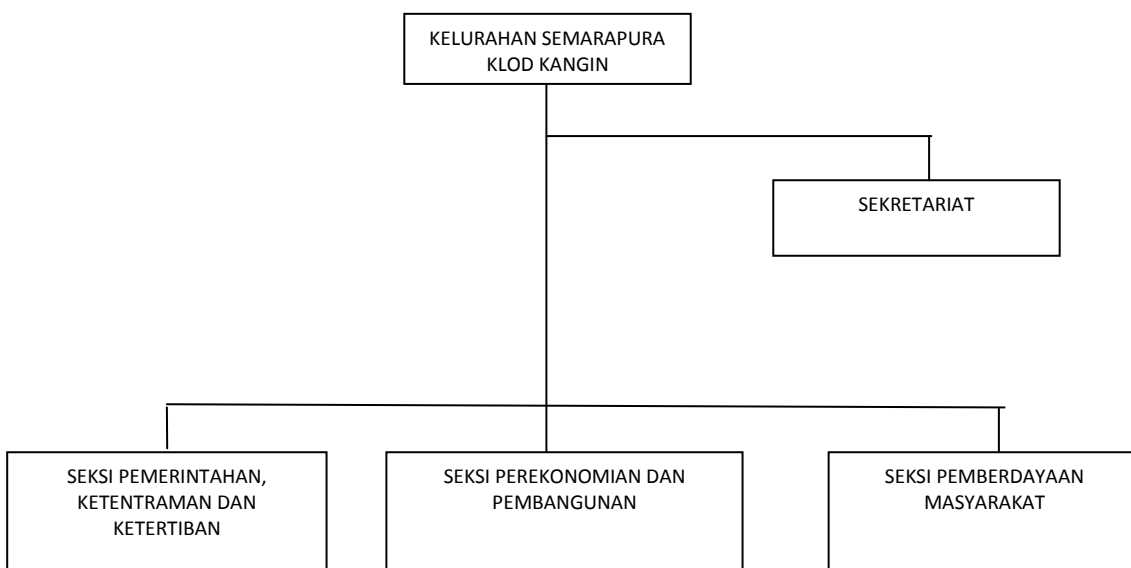 KELURAHAN SEMARAPURA
KLOD KANGIN
SEKRETARIAT
SEKSI PEMERINTAHAN,
KETENTRAMAN DAN
KETERTIBAN
SEKSI PEREKONOMIAN DAN
PEMBANGUNAN
SEKSI PEMBERDAYAAN
MASYARAKAT